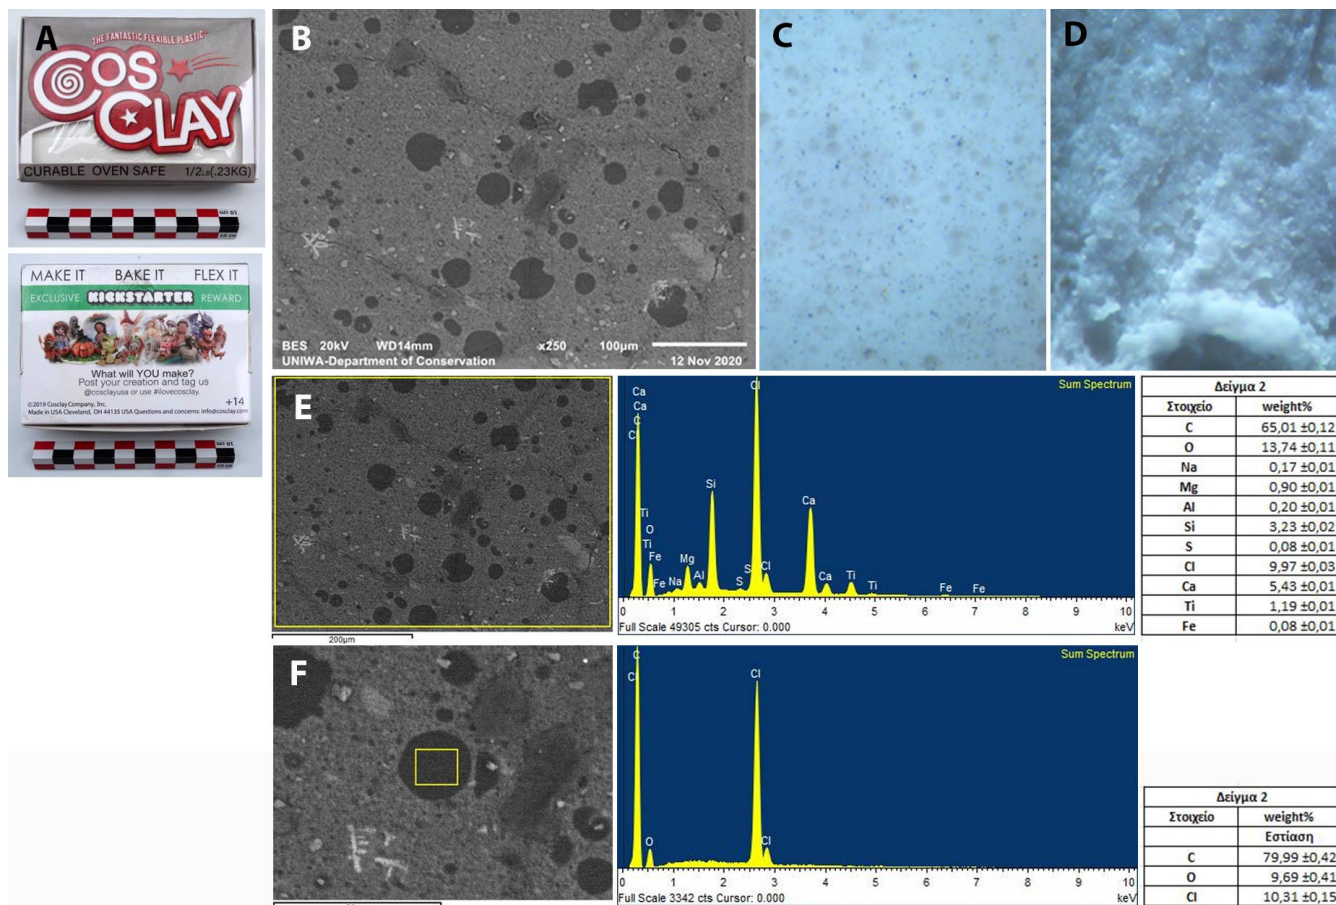 A
THE FANTASTIC FLEXIBLE PLASTIC
COS
CLAY
CURABLE OVEN SAFE 1/2LB(.23KG)
10 cm
MAKE IT BAKE IT FLEX IT
EXCLUSIVE KICKSTARTER REWARD
What will YOU make?
Post your creation and tag us
@cosclayusa or use #ilovecosclay.
+14
©2019 Cosclay Company, Inc.
Made in USA Cleveland, OH 44135 USA Questions and concerns: info@cosclay.com
10 cm
B
BES 20kV WD14mm x250 100µm
UNIWA-Department of Conservation 12 Nov 2020
C
D
E
200µm
Sum Spectrum
Ca
Ca
C
Cl
Ti
O
Ti
Fe
Fe
Na
Mg
Al
Si
S
S
Cl
Cl
Ca
Ca
Ti
Ti
Fe
Fe
0 1 2 3 4 5 6 7 8 9 10
Full Scale 49305 cts Cursor: 0.000 keV
Δείγμα 2
Στοιχείο weight%
C 65,01 ±0,12
O 13,74 ±0,11
Na 0,17 ±0,01
Mg 0,90 ±0,01
Al 0,20 ±0,01
Si 3,23 ±0,02
S 0,08 ±0,01
Cl 9,97 ±0,03
Ca 5,43 ±0,01
Ti 1,19 ±0,01
Fe 0,08 ±0,01
F
Sum Spectrum
C
Cl
O
Cl
Cl
0 1 2 3 4 5 6 7 8 9 10
Full Scale 3342 cts Cursor: 0.000 keV
Δείγμα 2
Στοιχείο weight%
Εστίαση
C 79,99 ±0,42
O 9,69 ±0,41
Cl 10,31 ±0,15